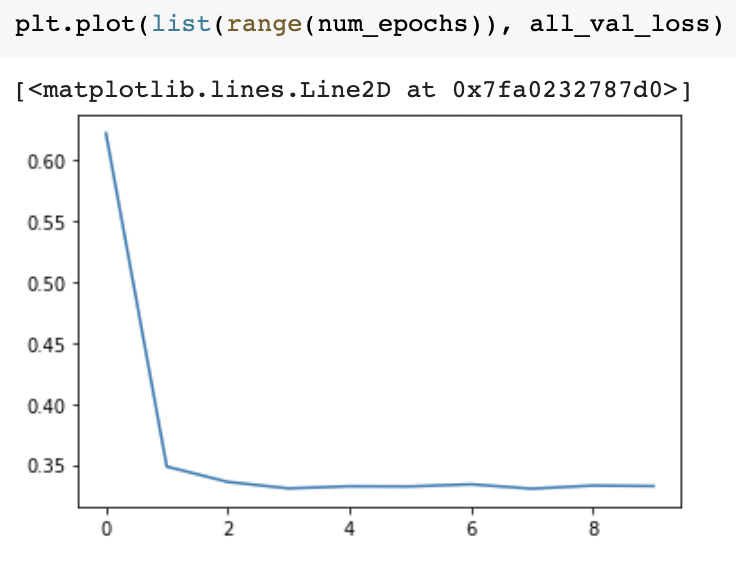 plt.plot(list(range(num_epochs)), all_val_loss)
[<matplotlib.lines.Line2D at 0x7fa0232787d0>]
0.60
0.55
0.50
0.45
0.40
0.35
0 2 4 6 8